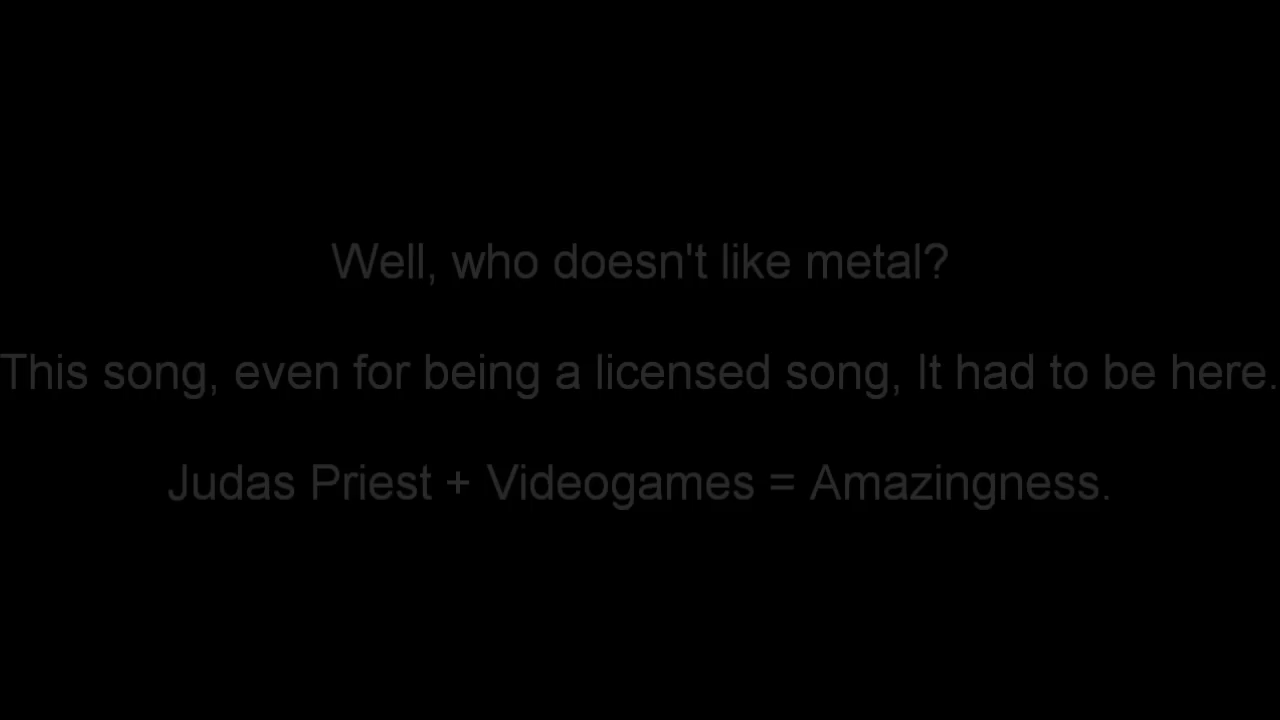 Well, who doesn't like metal?
This song, even for being a licensed song, It had to be here.
Judas Priest + Videogames = Amazingness.